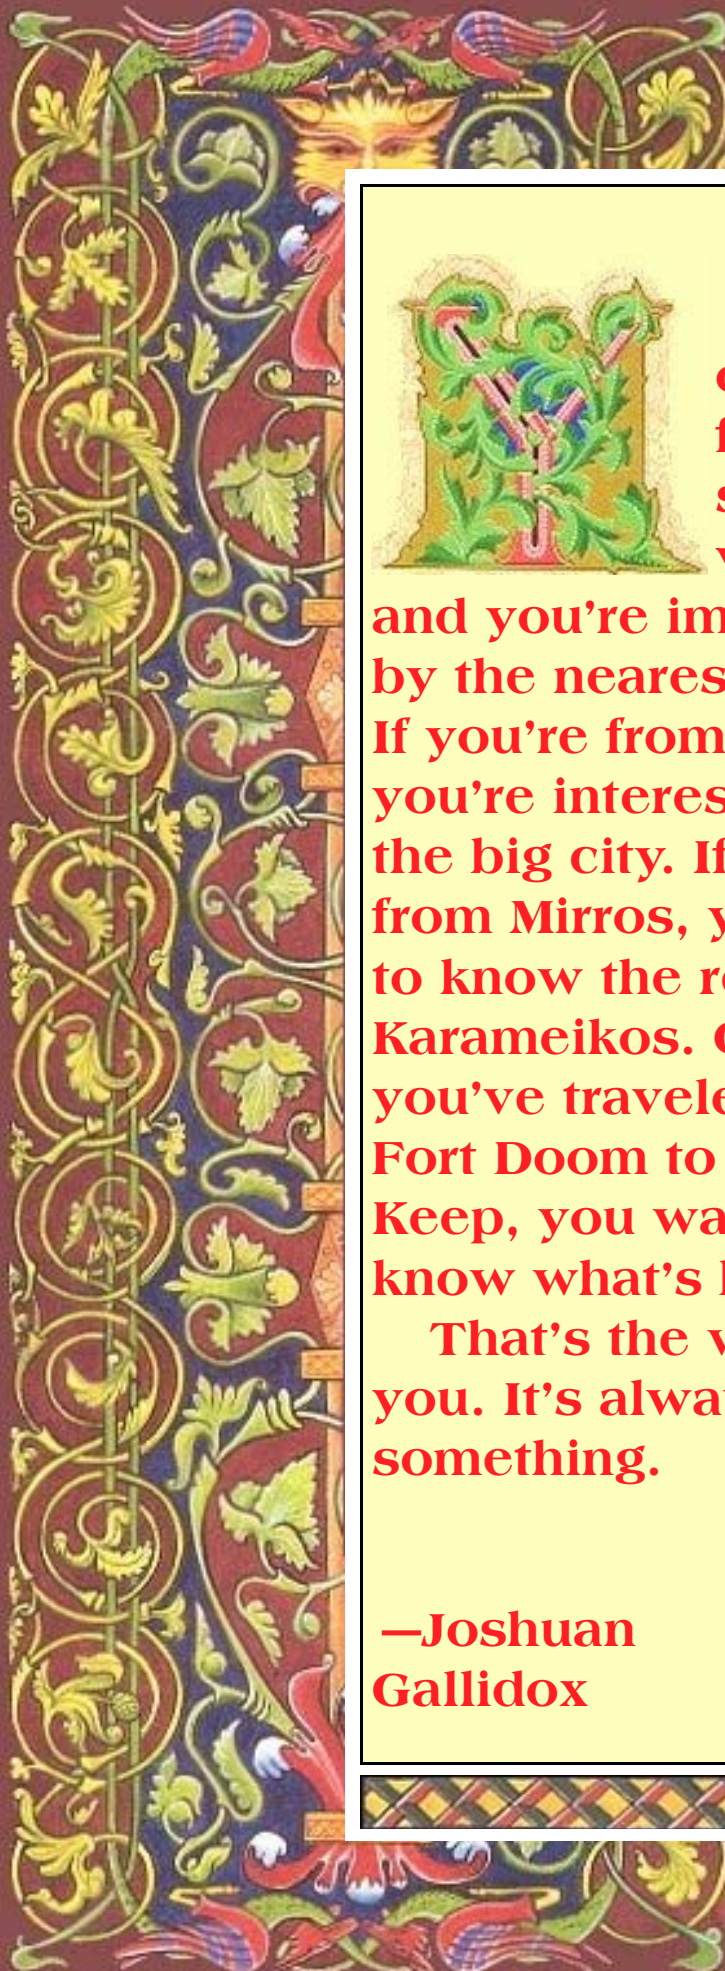 Y
and you're im
by the neares
If you're from
you're interes
the big city. If
from Mirros, y
to know the r
Karameikos.
you've travele
Fort Doom to
Keep, you wa
know what's
That's the
you. It's alwa
something.
—Joshuan
Gallidox